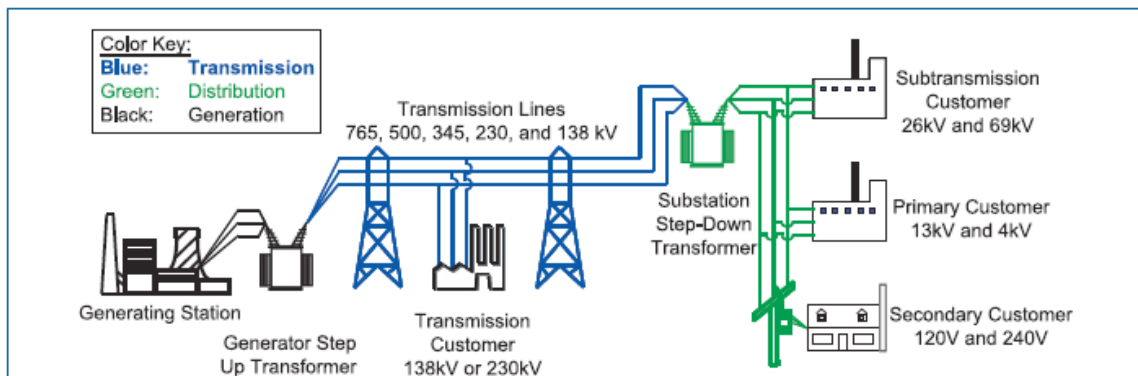 Color Key:
Blue: Transmission
Green: Distribution
Black: Generation
Transmission Lines
765, 500, 345, 230, and 138 kV
Subtransmission
Customer
26kV and 69kV
Substation
Step-Down
Transformer
Primary Customer
13kV and 4kV
Generating Station
Generator Step
Up Transformer
Transmission
Customer
138kV or 230kV
Secondary Customer
120V and 240V